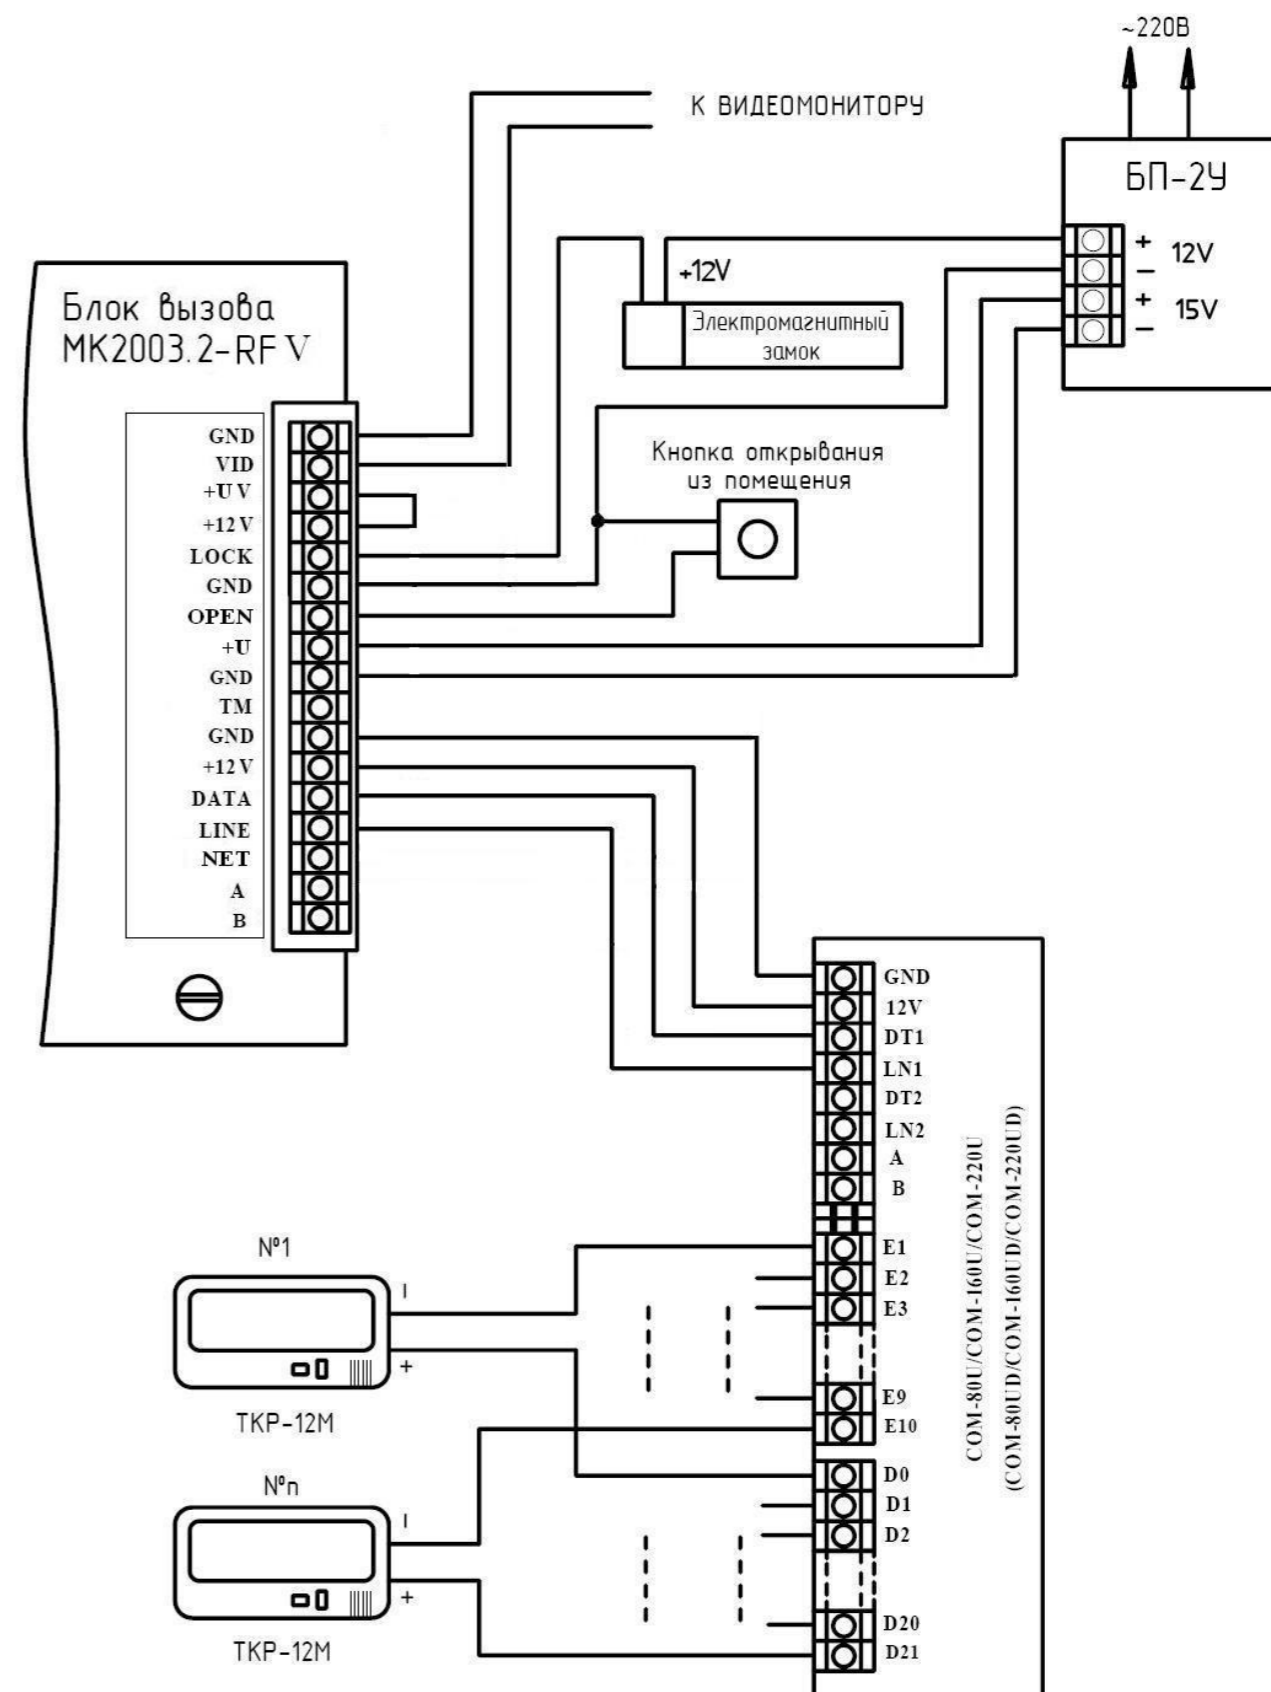 ~220В
К ВИДЕОМОНИТОРУ
БП-2У
+ 12V
−
+ 15V
−
+12V
Электромагнитный
замок
Блок вызова
МК2003.2-RF V
Кнопка открывания
из помещения
GND
VID
+U V
+12 V
LOCK
GND
OPEN
+U
GND
TM
GND
+12 V
DATA
LINE
NET
A
B
GND
12V
DT1
LN1
DT2
LN2
A
B
E1
E2
E3
E9
E10
D0
D1
D2
D20
D21
COM-80U/COM-160U/COM-220U
(COM-80UD/COM-160UD/COM-220UD)
№1
−
+
ТКР-12М
№n
−
+
ТКР-12М